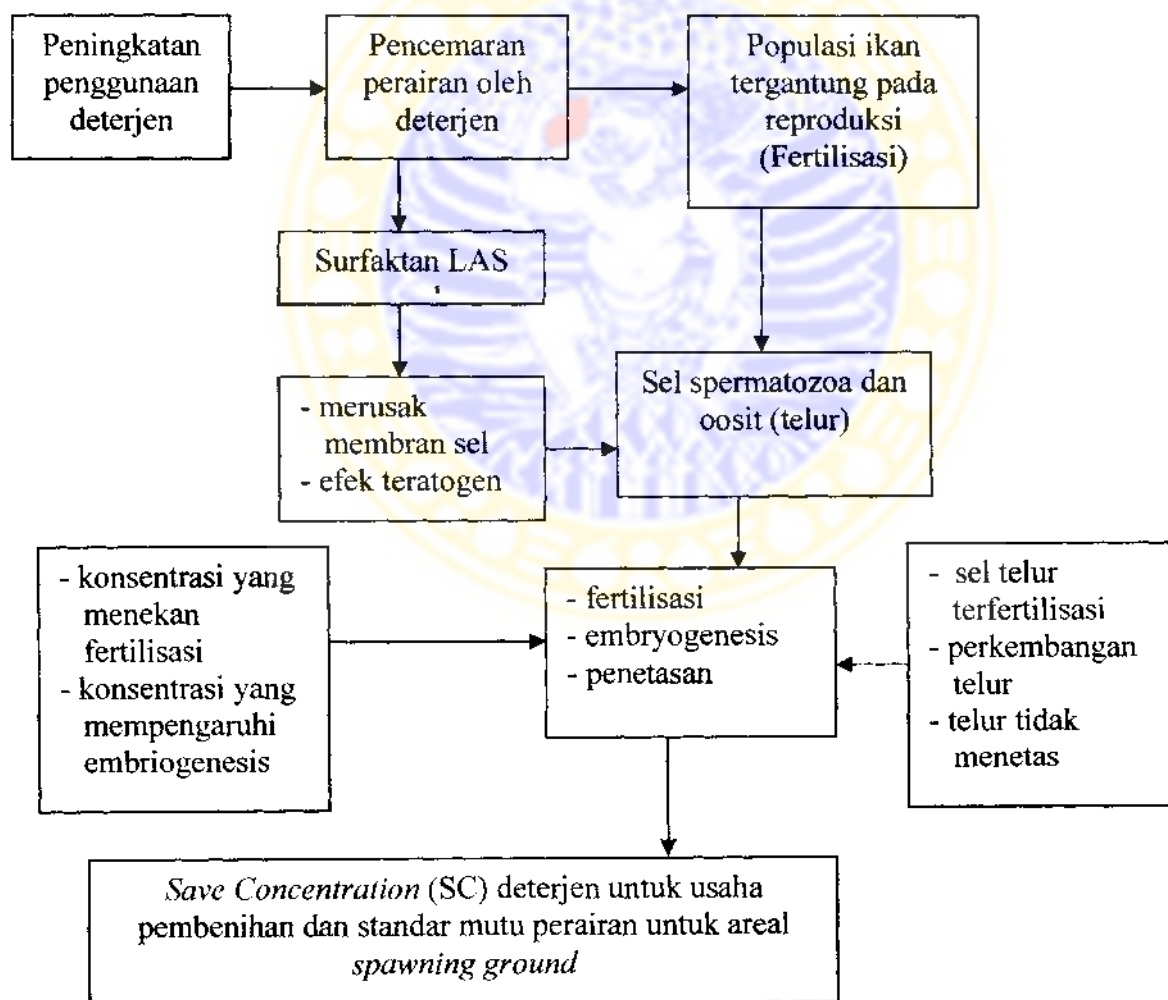 Peningkatan
penggunaan
deterjen
Pencemaran
perairan oleh
deterjen
Populasi ikan
tergantung pada
reproduksi
(Fertilisasi)
Surfaktan LAS
- merusak
membran sel
- efek teratogen
Sel spermatozoa dan
oosit (telur)
- konsentrasi yang
menekan
fertilisasi
- konsentrasi yang
mempengaruhi
embriogenesis
- fertilisasi
- embryogenesis
- penetasan
- sel telur
terfertilisasi
- perkembangan
telur
- telur tidak
menetas
Save Concentration (SC) deterjen untuk usaha
pembenihan dan standar mutu perairan untuk areal
spawning ground